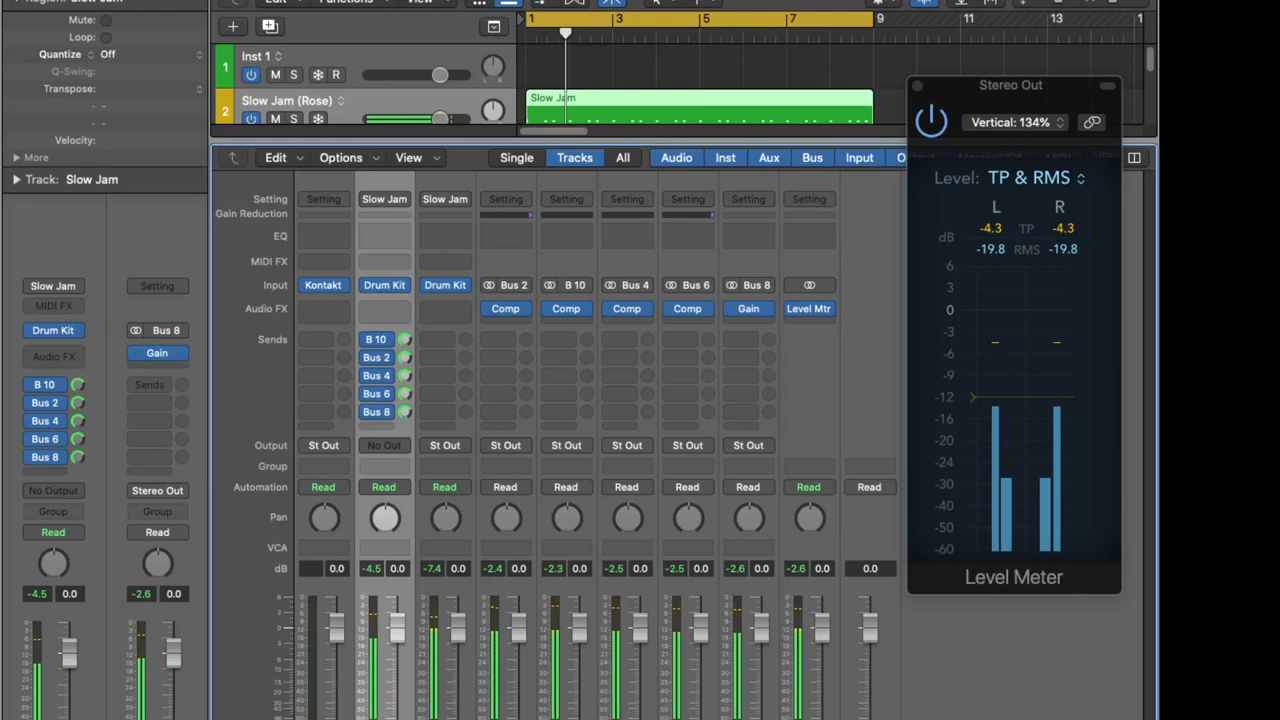 Region: Slow Jam
Mute:
Loop:
Quantize Off
Q-Swing:
Transpose:
Velocity:
More
Track: Slow Jam
Edit Functions View
1 3 5 7 9 11 13
1 Inst 1
M S R
L R
2 Slow Jam (Rose)
M S
Slow Jam
Edit Options View Single Tracks All Audio Inst Aux Bus Input
Setting Setting Slow Jam Slow Jam Setting Setting Setting Setting Setting Setting
Gain Reduction
EQ
MIDI FX
Input Kontakt Drum Kit Drum Kit Bus 2 B 10 Bus 4 Bus 6 Bus 8
Audio FX Comp Comp Comp Comp Gain Level Mtr
Sends B 10
Bus 2
Bus 4
Bus 6
Bus 8
Output St Out No Out St Out St Out St Out St Out St Out St Out
Group
Automation Read Read Read Read Read Read Read Read Read Read
Pan
VCA
dB 0.0 -4.5 0.0 -7.4 0.0 -2.4 0.0 -2.3 0.0 -2.5 0.0 -2.5 0.0 -2.6 0.0 -2.6 0.0 0.0
Slow Jam Setting
MIDI FX
Drum Kit Bus 8
Audio FX Gain
B 10 Sends
Bus 2
Bus 4
Bus 6
Bus 8
No Output Stereo Out
Group Group
Read Read
-4.5 0.0 -2.6 0.0
Stereo Out
Vertical: 134%
Level: TP & RMS
L R
-4.3 TP -4.3
dB
-19.8 RMS -19.8
6
3
0
-3
-6
-9
-12
-16
-20
-24
-30
-40
-50
-60
Level Meter